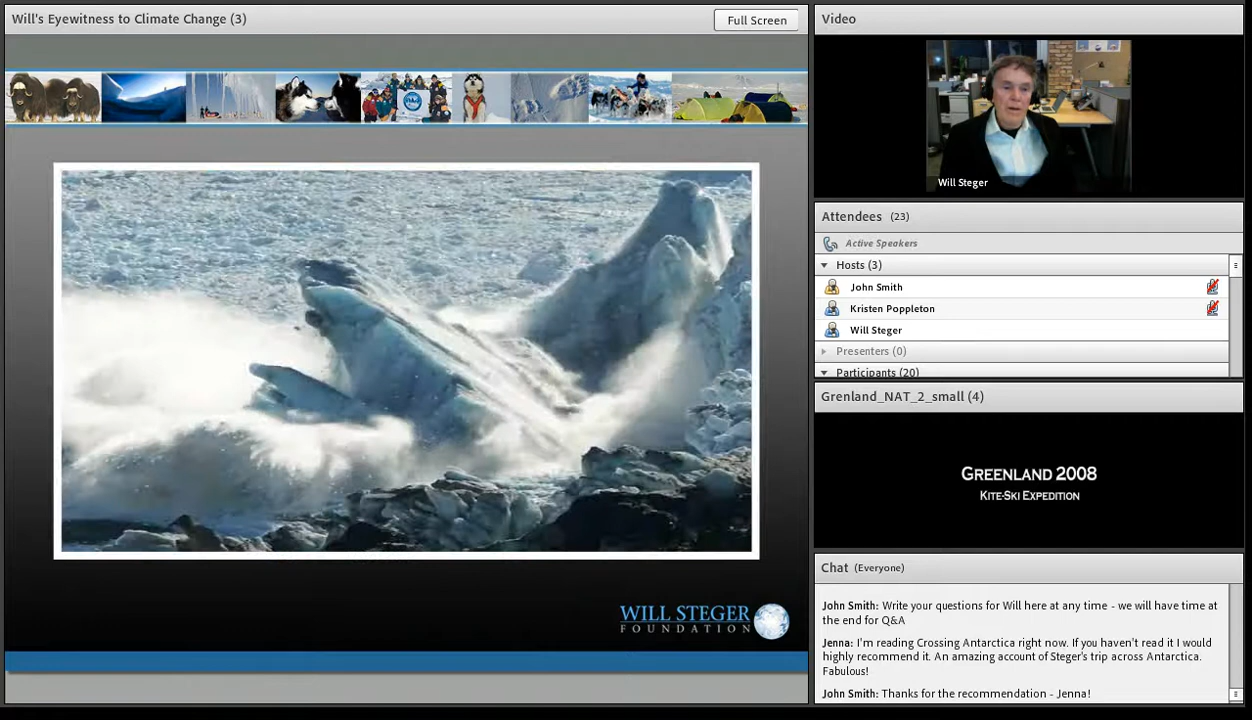 Will's Eyewitness to Climate Change (3)
Full Screen
WILL STEGER
FOUNDATION
Video
Will Steger
Attendees (23)
Active Speakers
Hosts (3)
John Smith
Kristen Poppleton
Will Steger
Presenters (0)
Participants (20)
Grenland_NAT_2_small (4)
GREENLAND 2008
KITE-SKI EXPEDITION
Chat (Everyone)
John Smith: Write your questions for Will here at any time - we will have time at
the end for Q&A
Jenna: I'm reading Crossing Antarctica right now. If you haven't read it I would
highly recommend it. An amazing account of Steger's trip across Antarctica.
Fabulous!
John Smith: Thanks for the recommendation - Jenna!